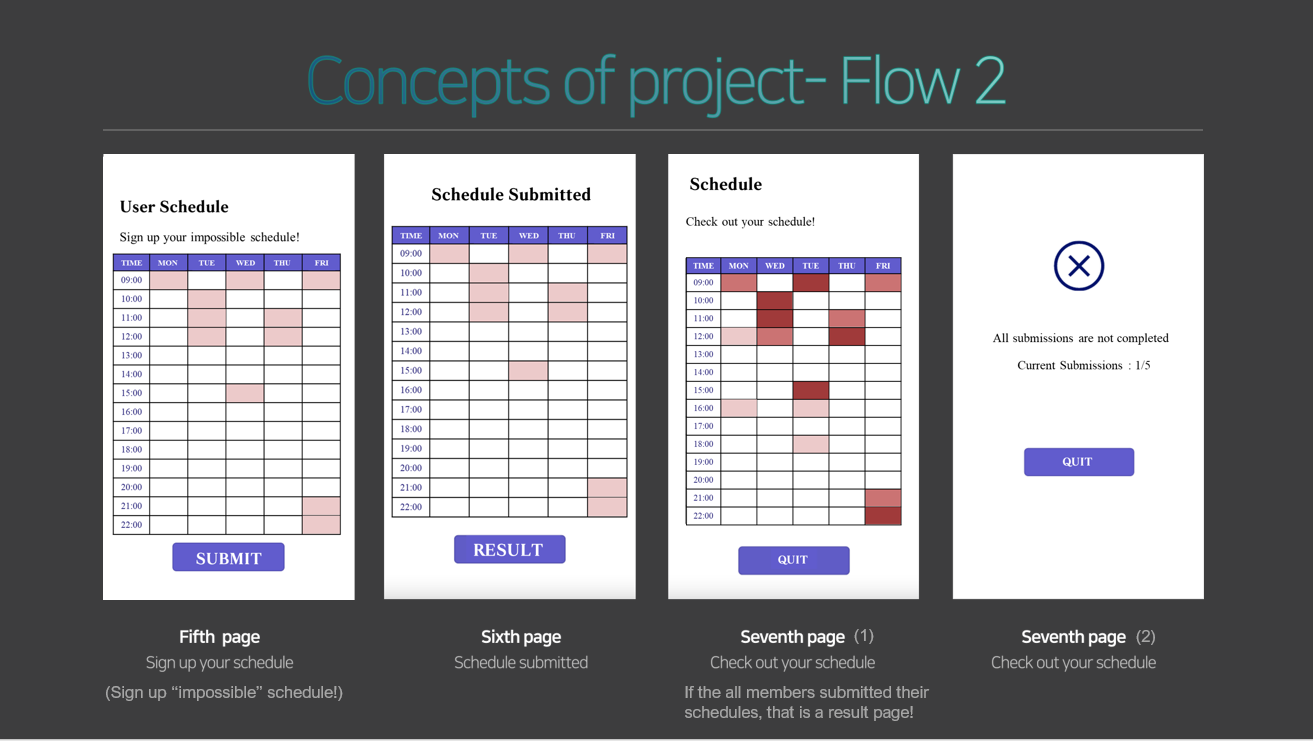 Concepts of project- Flow 2
User Schedule
Sign up your impossible schedule!
TIME MON TUE WED THU FRI
09:00
10:00
11:00
12:00
13:00
14:00
15:00
16:00
17:00
18:00
19:00
20:00
21:00
22:00
SUBMIT
Fifth page
Sign up your schedule
(Sign up “impossible” schedule!)
Schedule Submitted
TIME MON TUE WED THU FRI
09:00
10:00
11:00
12:00
13:00
14:00
15:00
16:00
17:00
18:00
19:00
20:00
21:00
22:00
RESULT
Sixth page
Schedule submitted
Schedule
Check out your schedule!
TIME MON WED TUE THU FRI
09:00
10:00
11:00
12:00
13:00
14:00
15:00
16:00
17:00
18:00
19:00
20:00
21:00
22:00
QUIT
Seventh page (1)
Check out your schedule
If the all members submitted their
schedules, that is a result page!
All submissions are not completed
Current Submissions : 1/5
QUIT
Seventh page (2)
Check out your schedule